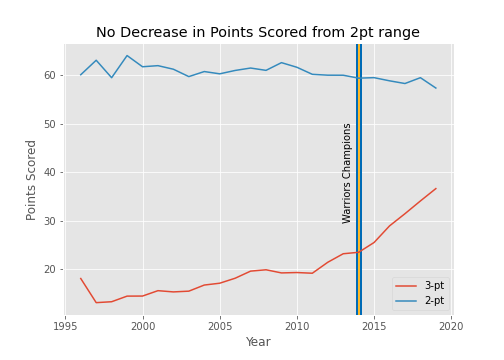 No Decrease in Points Scored from 2pt range
Points Scored
60
50
40
30
20
Warriors Champions
3-pt
2-pt
1995
2000
2005
2010
2015
2020
Year